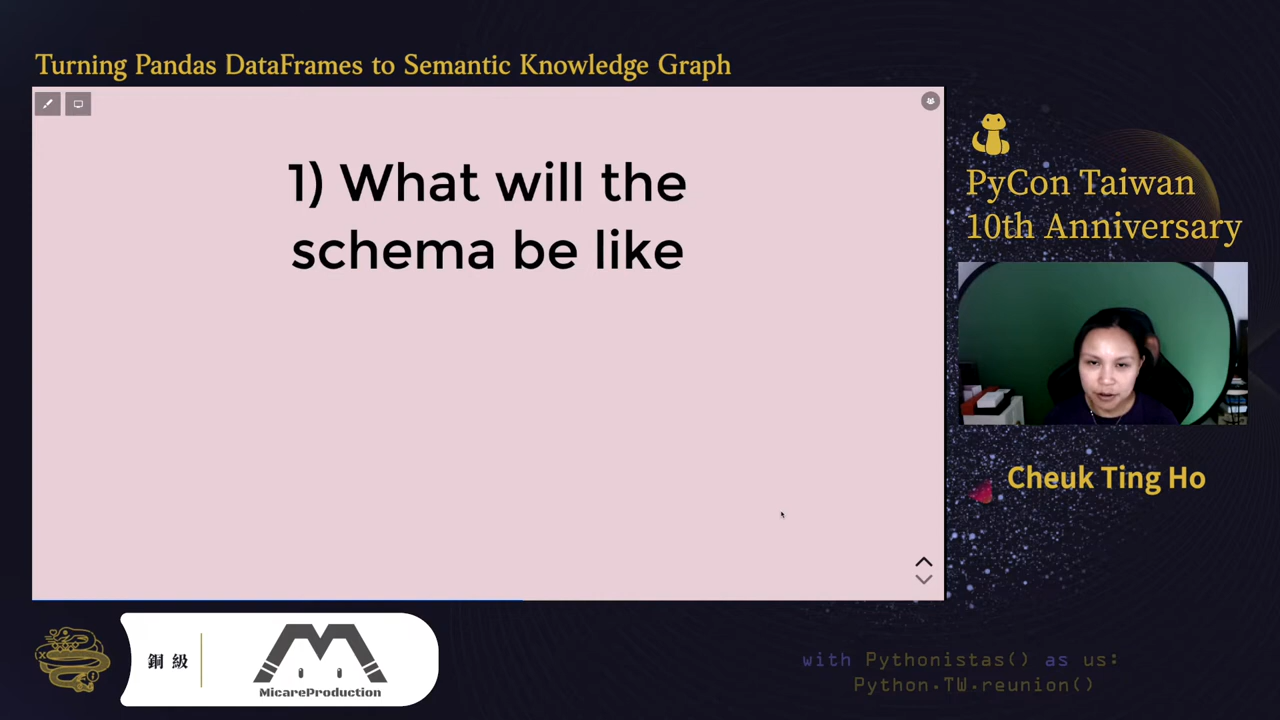 Turning Pandas DataFrames to Semantic Knowledge Graph
1) What will the
schema be like
PyCon Taiwan
10th Anniversary
Cheuk Ting Ho
銅級
MicareProduction
with Pythonistas() as us:
Python.TW.reunion()